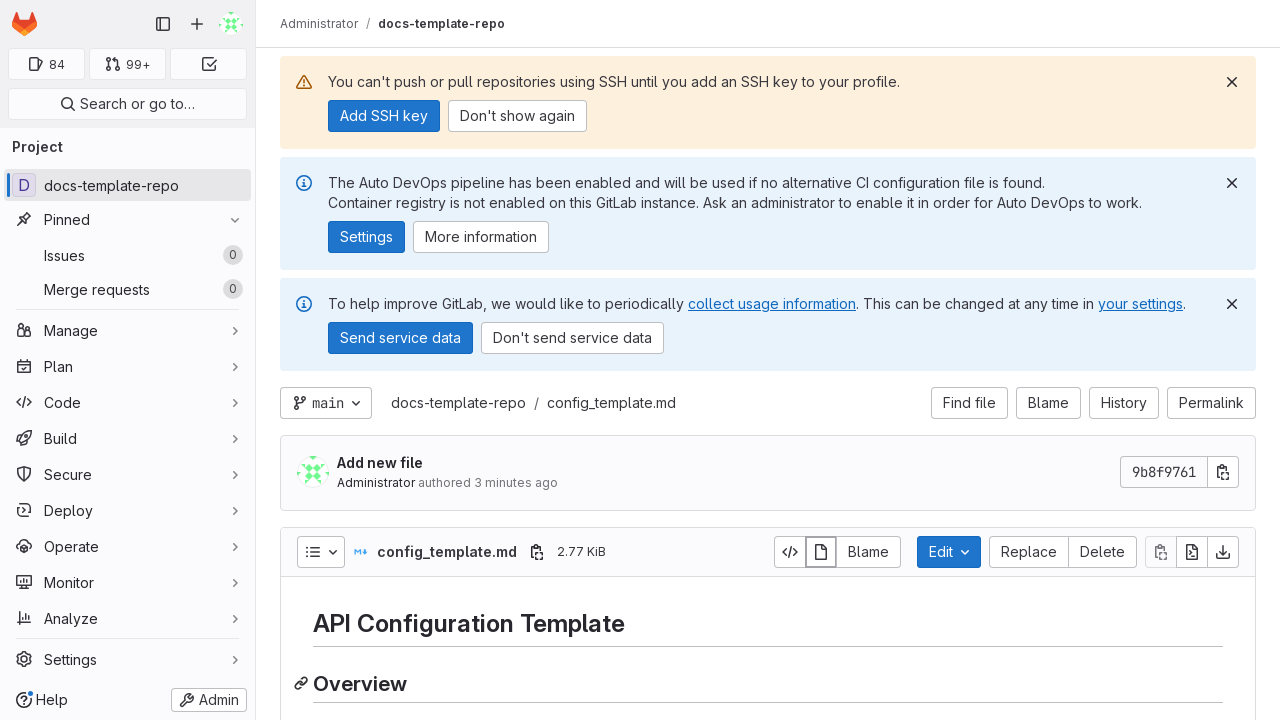 Administrator / docs-template-repo
84 99+
Search or go to…
Project
D docs-template-repo
Pinned
Issues 0
Merge requests 0
Manage
Plan
Code
Build
Secure
Deploy
Operate
Monitor
Analyze
Settings
Help Admin
You can't push or pull repositories using SSH until you add an SSH key to your profile.
Add SSH key Don't show again
The Auto DevOps pipeline has been enabled and will be used if no alternative CI configuration file is found.
Container registry is not enabled on this GitLab instance. Ask an administrator to enable it in order for Auto DevOps to work.
Settings More information
To help improve GitLab, we would like to periodically collect usage information. This can be changed at any time in your settings.
Send service data Don't send service data
main docs-template-repo / config_template.md Find file Blame History Permalink
Add new file
Administrator authored 3 minutes ago
9b8f9761
config_template.md 2.77 KiB Blame Edit Replace Delete
API Configuration Template
Overview